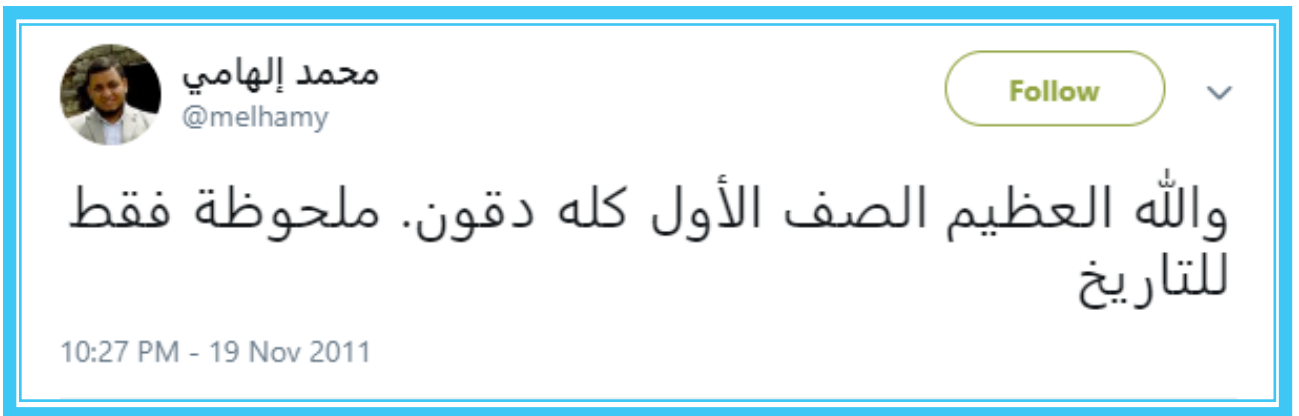 محمد إلهامي
@melhamy
Follow
والله العظيم الصف الأول كله دقون. ملحوظة فقط
للتاريخ
10:27 PM - 19 Nov 2011